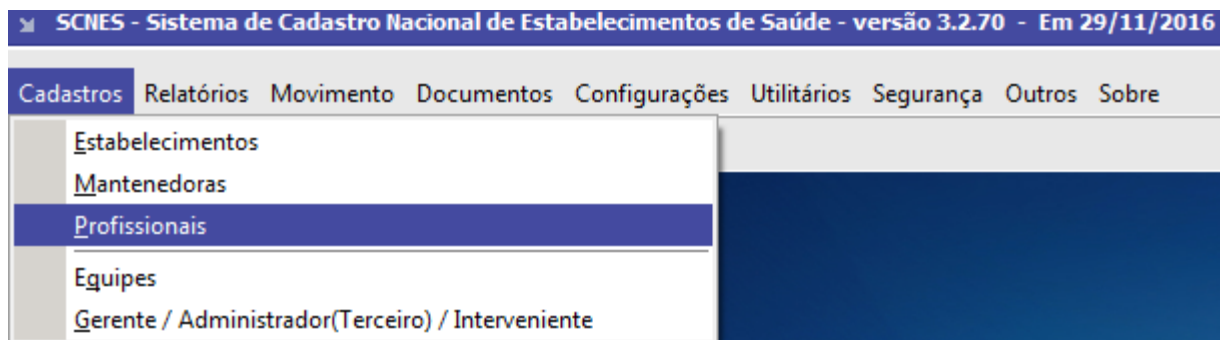 SCNES - Sistema de Cadastro Nacional de Estabelecimentos de Saúde - versão 3.2.70 - Em 29/11/2016
Cadastros Relatórios Movimento Documentos Configurações Utilitários Segurança Outros Sobre
Estabelecimentos
Mantenedoras
Profissionais
Equipes
Gerente / Administrador(Terceiro) / Interveniente